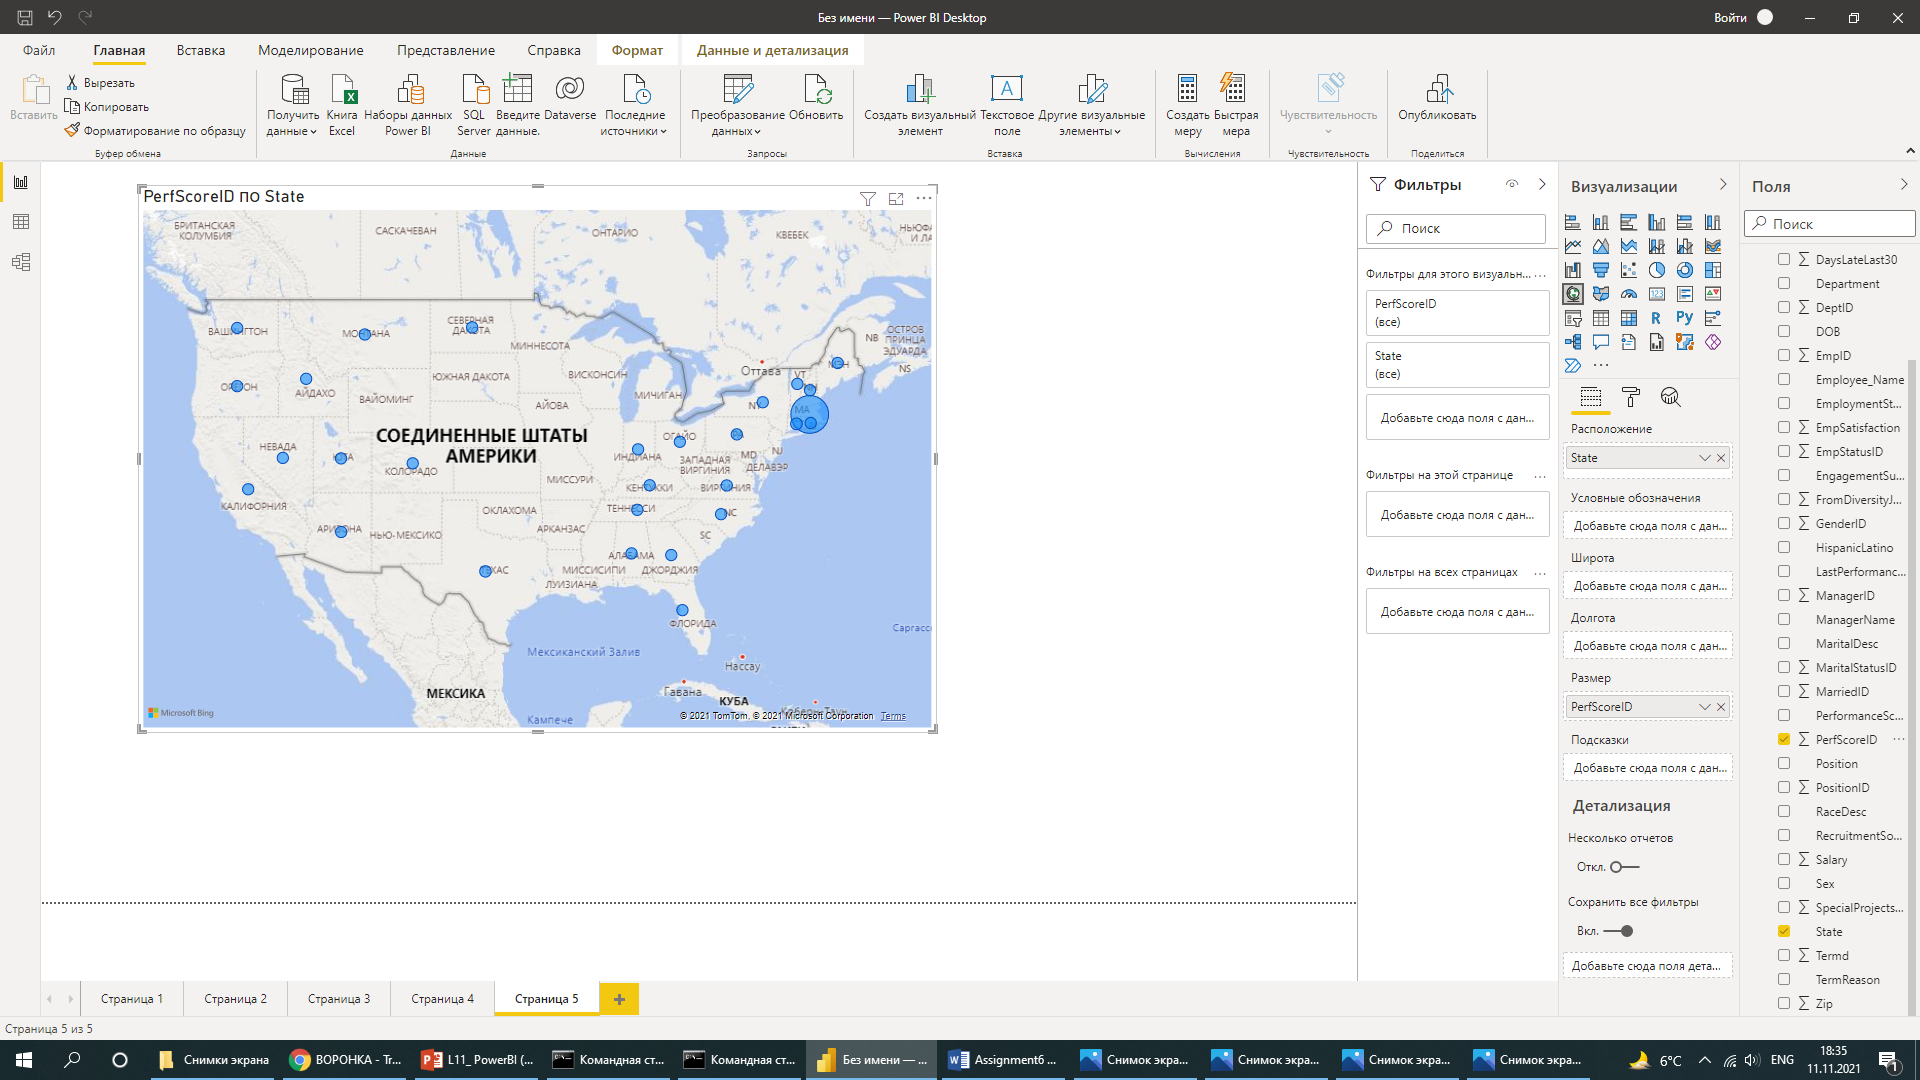 Без имени — Power BI Desktop
Войти
Файл
Главная
Вставка
Моделирование
Представление
Справка
Формат
Данные и детализация
Вставить
Вырезать
Копировать
Форматирование по образцу
Буфер обмена
Получить данные
Книга Excel
Наборы данных Power BI
SQL Server
Введите данные.
Dataverse
Последние источники
Данные
Преобразование данных
Обновить
Запросы
Создать визуальный элемент
Текстовое поле
Другие визуальные элементы
Вставка
Создать меру
Быстрая мера
Вычисления
Чувствительность
Чувствительность
Опубликовать
Поделиться
PerfScoreID по State
БРИТАНСКАЯ КОЛУМБИЯ
САСКАЧЕВАН
ОНТАРИО
КВЕБЕК
ВАШИНГТОН
МОНТАНА
СЕВЕРНАЯ ДАКОТА
МИННЕСОТА
NB
ОСТРОВ ПРИНЦА ЭДУАРДА
NS
Оттава
VT
ЮЖНАЯ ДАКОТА
ВИСКОНСИН
МИЧИГАН
АЙДАХО
ВАЙОМИНГ
АЙОВА
NY
MA
СОЕДИНЕННЫЕ ШТАТЫ АМЕРИКИ
НЕВАДА
КОЛОРАДО
ИНДИАНА
ОГАЙО
ЗАПАДНАЯ ВИРГИНИЯ
MD
NJ
ДЕЛАВЭР
МИССУРИ
КЕНТУККИ
ВИРГИНИЯ
КАЛИФОРНИЯ
ОКЛАХОМА
ТЕННЕССИ
NC
АРИЗОНА
НЬЮ-МЕКСИКО
АРКАНЗАС
SC
АЛАБАМА
МИССИСИПИ
ДЖОРДЖИЯ
ЛУИЗИАНА
ФЛОРИДА
Саргассо
Мексиканский Залив
Нассау
Гавана
МЕКСИКА
КУБА
Кампече
Microsoft Bing
© 2021 TomTom, © 2021 Microsoft Corporation Terms
Фильтры
Поиск
Фильтры для этого визуальн...
PerfScoreID
(все)
State
(все)
Добавьте сюда поля с дан...
Фильтры на этой странице
Добавьте сюда поля с дан...
Фильтры на всех страницах
Добавьте сюда поля с дан...
Визуализации
R
Py
Расположение
State
Условные обозначения
Добавьте сюда поля с дан...
Широта
Добавьте сюда поля с дан...
Долгота
Добавьте сюда поля с дан...
Размер
PerfScoreID
Подсказки
Добавьте сюда поля с дан...
Детализация
Несколько отчетов
Откл.
Сохранить все фильтры
Вкл.
Добавьте сюда поля дета...
Поля
Поиск
DaysLateLast30
Department
DeptID
DOB
EmpID
Employee_Name
EmploymentSt...
EmpSatisfaction
EmpStatusID
EngagementSu...
FromDiversityJ...
GenderID
HispanicLatino
LastPerformanc...
ManagerID
ManagerName
MaritalDesc
MaritalStatusID
MarriedID
PerformanceSc...
PerfScoreID
Position
PositionID
RaceDesc
RecruitmentSo...
Salary
Sex
SpecialProjects...
State
Termd
TermReason
Zip
Страница 1
Страница 2
Страница 3
Страница 4
Страница 5
Страница 5 из 5
Снимки экрана
ВОРОНКА - Tr...
L11_ PowerBI (...
Командная ст...
Командная ст...
Без имени — ...
Assignment6 ...
Снимок экра...
Снимок экра...
Снимок экра...
Снимок экра...
6°C
ENG
18:35
11.11.2021
1